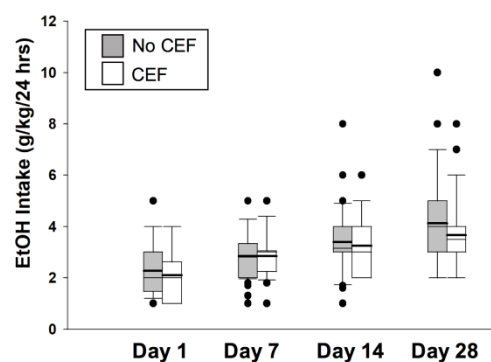 EtOH Intake (g/kg/24 hrs)
12
10
8
6
4
2
0
No CEF
CEF
Day 1 Day 7 Day 14 Day 28